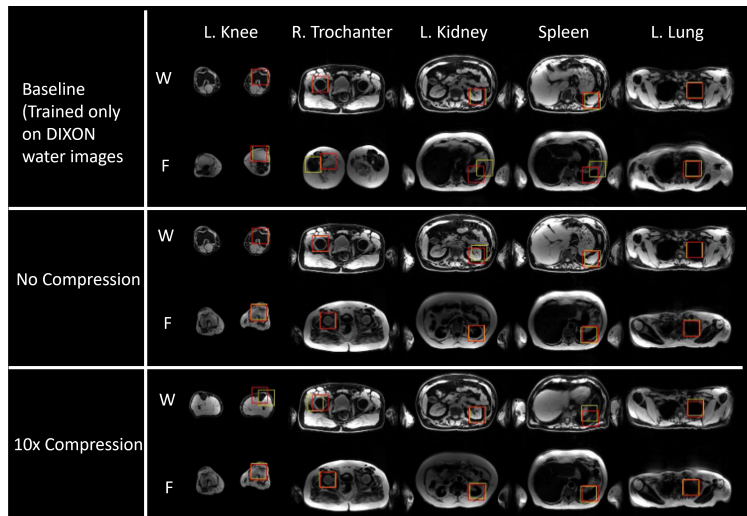 L. Knee R. Trochanter L. Kidney Spleen L. Lung
Baseline
(Trained only
on DIXON
water images
W
F
No Compression
W
F
10x Compression
W
F